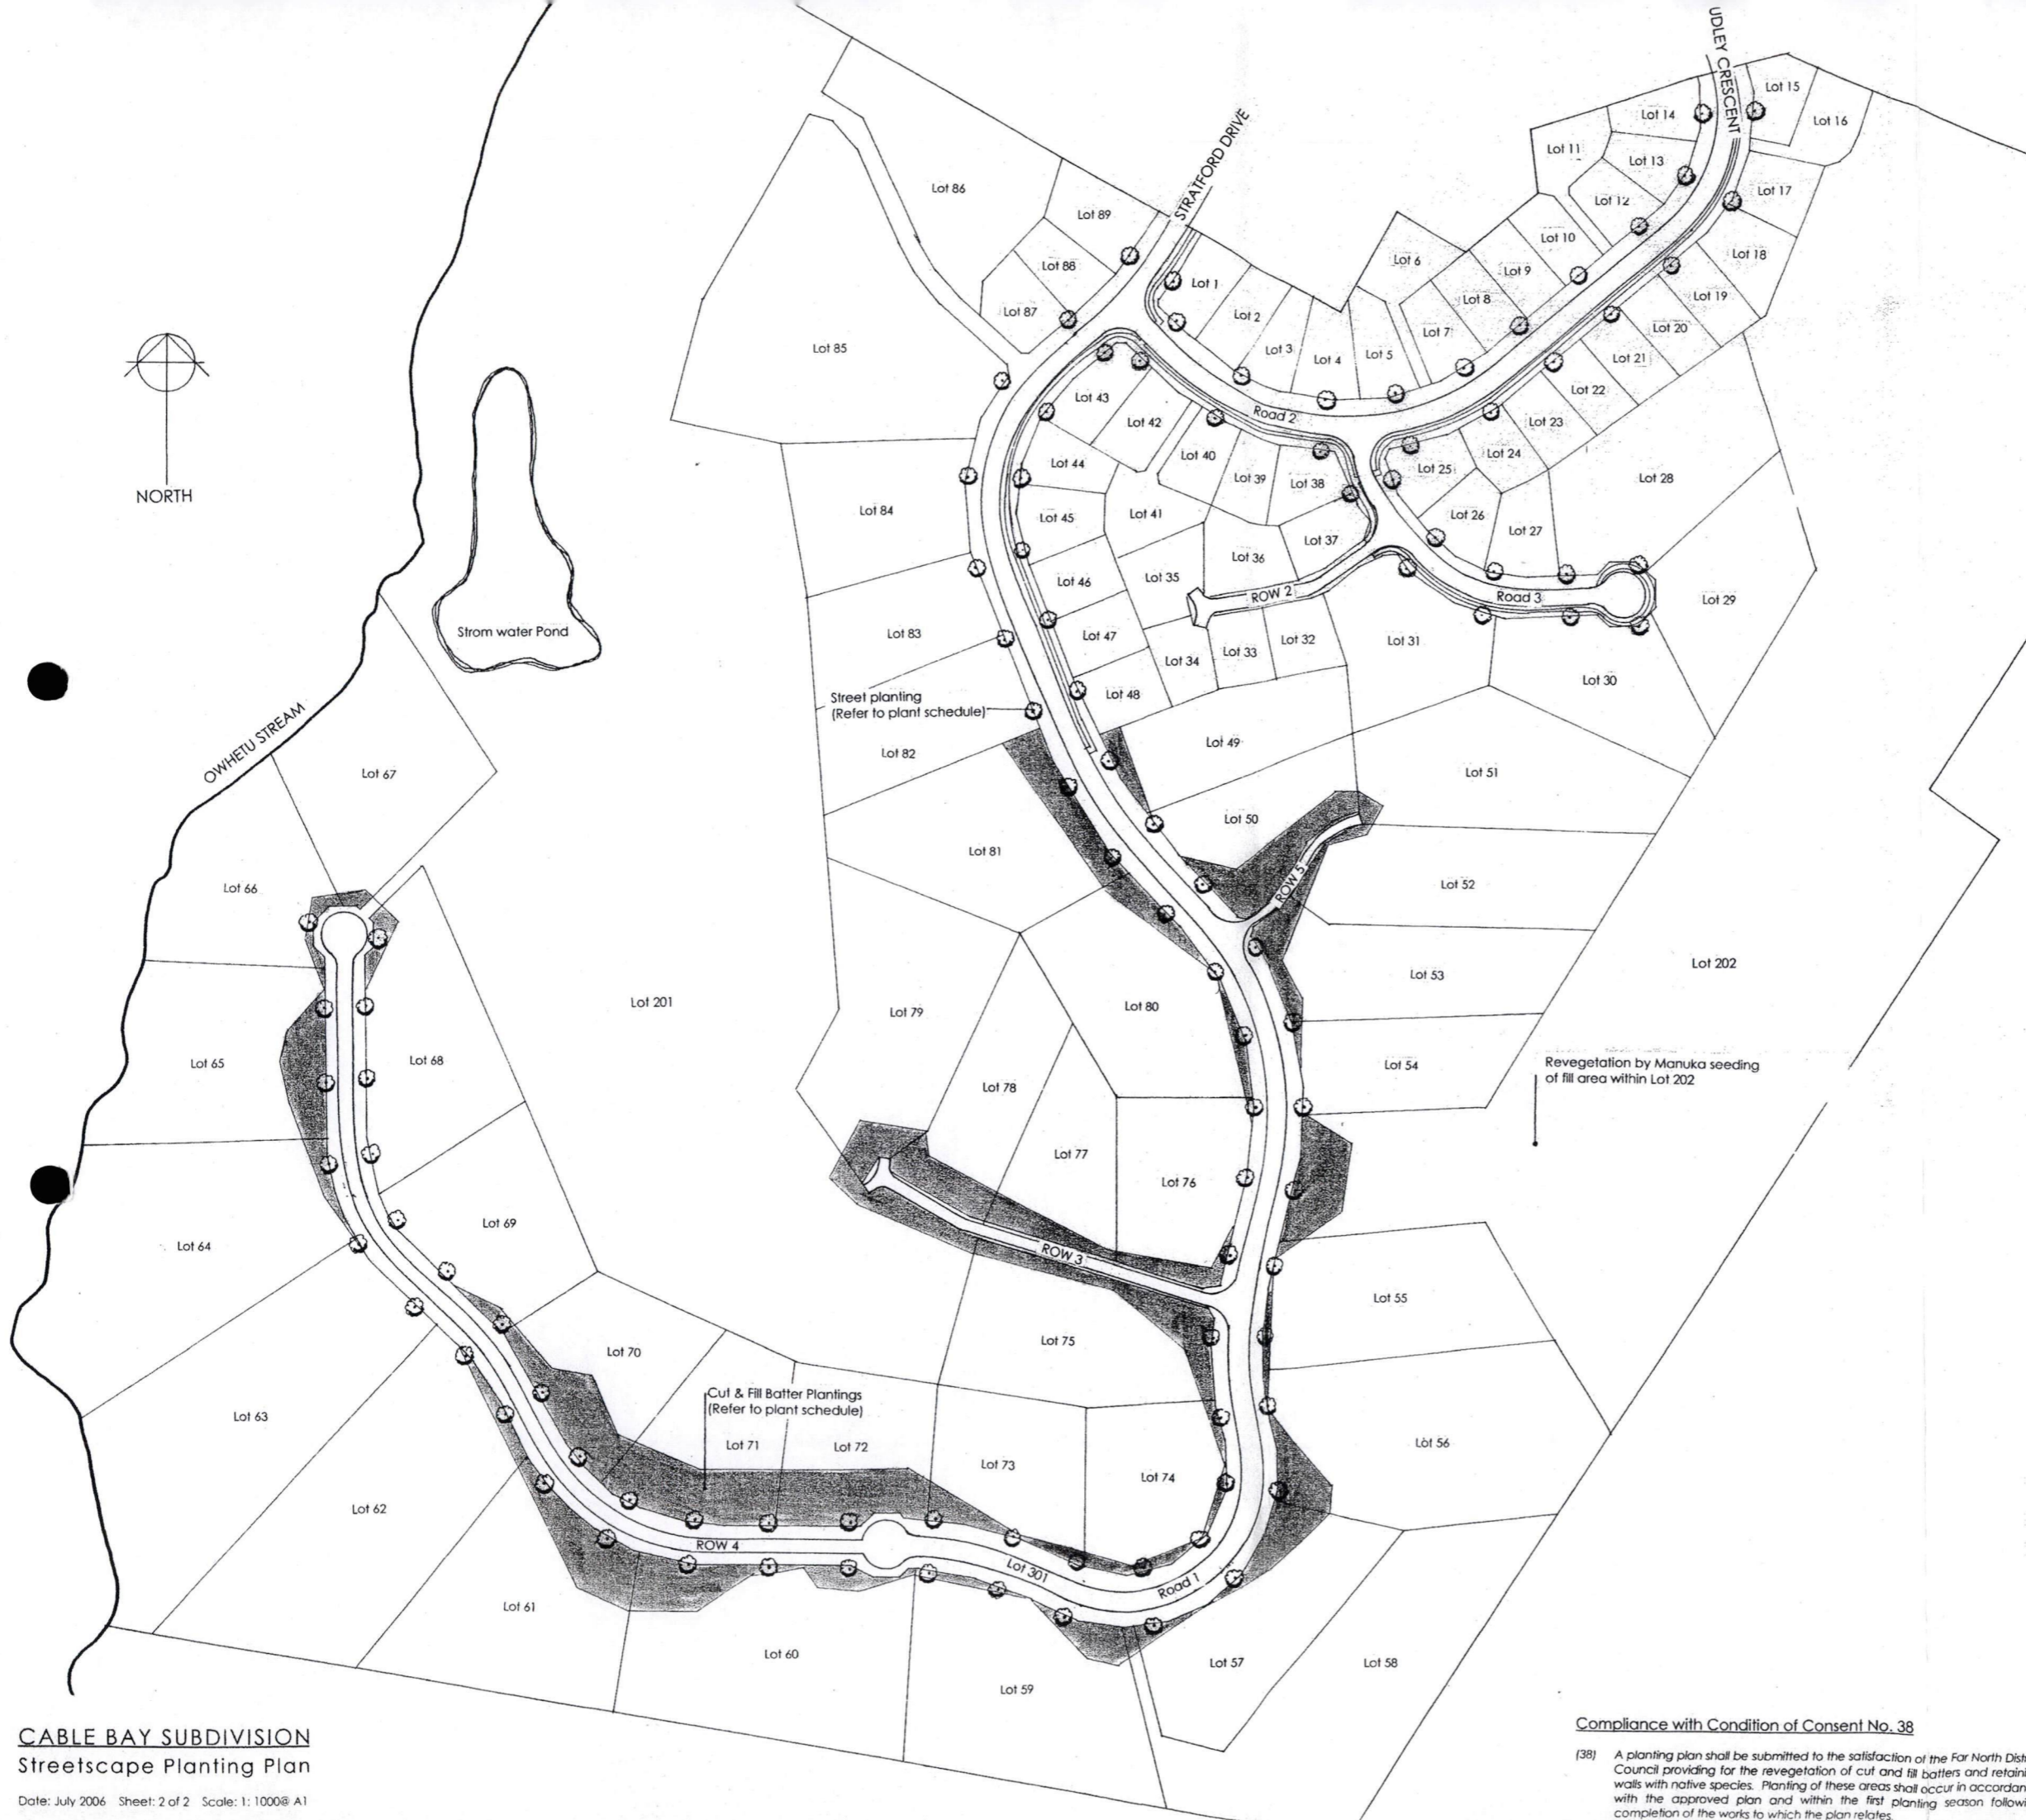 UDLEY CRESCENT
Lot 15
Lot 14
Lot 16
Lot 11
Lot 13
STRATFORD DRIVE
Lot 86
Lot 17
Lot 12
Lot 89
Lot 10
Lot 18
Lot 6
Lot 88
Lot 9
Lot 1
Lot 19
Lot 8
Lot 87
Lot 2
Lot 20
Lot 7
Lot 85
Lot 3
Lot 4
Lot 5
Lot 21
Lot 22
Lot 43
Road 2
Lot 42
Lot 23
Lot 40
Lot 24
Lot 44
Lot 25
Lot 39
Lot 38
Lot 28
NORTH
Lot 84
Lot 45
Lot 41
Lot 26
Lot 27
Lot 37
Lot 36
Lot 46
Lot 35
ROW 2
Road 3
Lot 29
Strom water Pond
Lot 83
Lot 47
Lot 34
Lot 33
Lot 32
Lot 31
Lot 30
Street planting
(Refer to plant schedule)
Lot 48
OWHETU STREAM
Lot 82
Lot 49
Lot 67
Lot 51
Lot 50
Lot 81
ROW 5
Lot 66
Lot 52
Lot 202
Lot 53
Lot 201
Lot 79
Lot 80
Lot 65
Lot 68
Lot 54
Revegetation by Manuka seeding
of fill area within Lot 202
Lot 78
Lot 77
Lot 76
Lot 69
Lot 64
ROW 3
Lot 55
Lot 75
Lot 70
Cut & Fill Batter Plantings
(Refer to plant schedule)
Lot 63
Lot 71
Lot 72
Lot 56
Lot 73
Lot 74
Lot 62
ROW 4
Lot 301
Road 1
Lot 61
Lot 60
Lot 57
Lot 58
Lot 59
CABLE BAY SUBDIVISION
Streetscape Planting Plan
Date: July 2006 Sheet: 2 of 2 Scale: 1: 1000@ A1
Compliance with Condition of Consent No. 38
(38) A planting plan shall be submitted to the satisfaction of the Far North Dist
Council providing for the revegetation of cut and fill batters and retaini
walls with native species. Planting of these areas shall occur in accordan
with the approved plan and within the first planting season followi
completion of the works to which the plan relates.